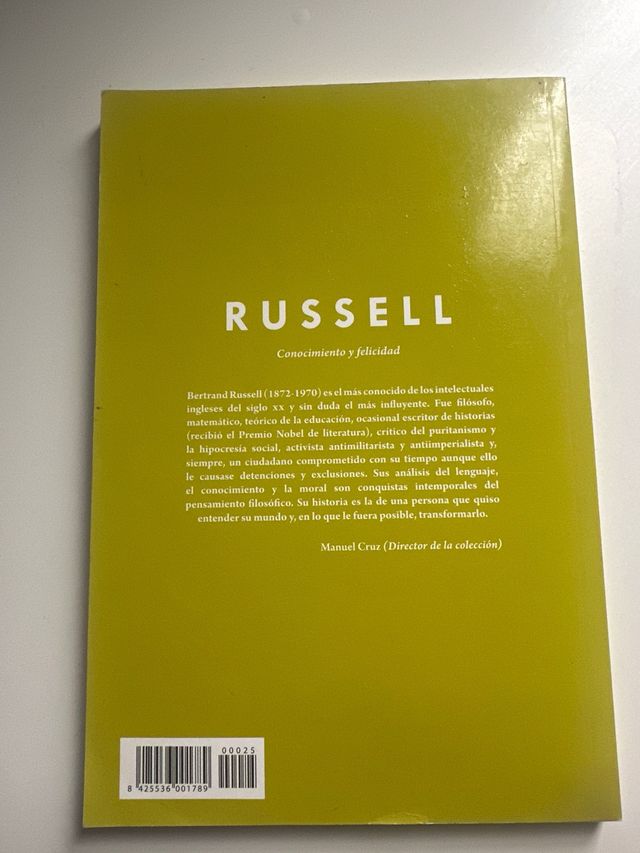 RUSSELL
Conocimiento y felicidad
Bertrand Russell (1872-1970) es el más conocido de los intelectuales
ingleses del siglo XX y sin duda el más influyente. Fue filósofo,
matemático, teórico de la educación, ocasional escritor de historias
(recibió el Premio Nobel de literatura), crítico del puritanismo y
la hipocresía social, activista antimilitarista y antiimperialista y,
siempre, un ciudadano comprometido con su tiempo aunque ello
le causase detenciones y exclusiones. Sus análisis del lenguaje,
el conocimiento y la moral son conquistas intemporales del
pensamiento filosófico. Su historia es la de una persona que quiso
entender su mundo y, en lo que le fuera posible, transformarlo.
Manuel Cruz (Director de la colección)
00025
8 425536 001789